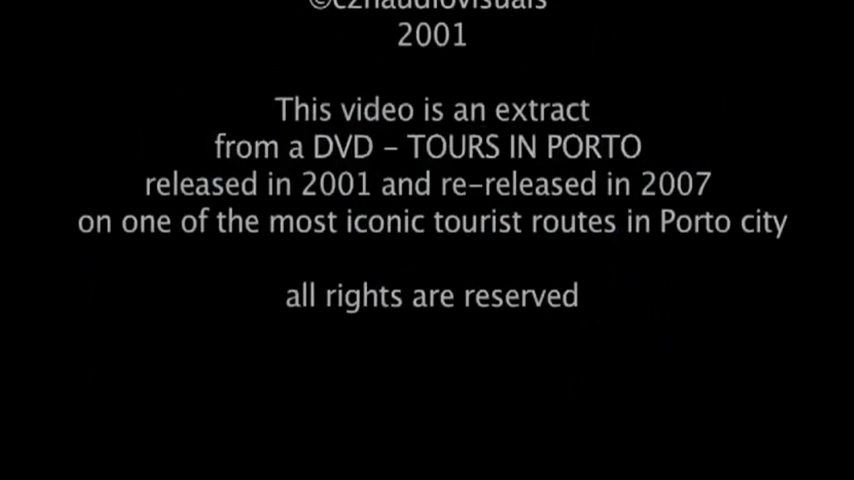 2001
This video is an extract
from a DVD - TOURS IN PORTO
released in 2001 and re-released in 2007
on one of the most iconic tourist routes in Porto city
all rights are reserved